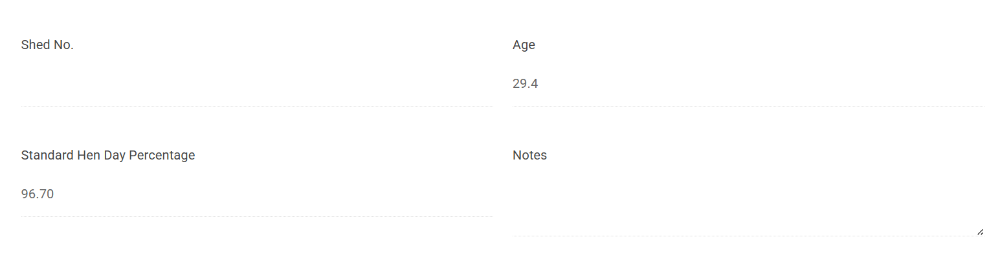 Shed No.
Age
29.4
Standard Hen Day Percentage
Notes
96.70